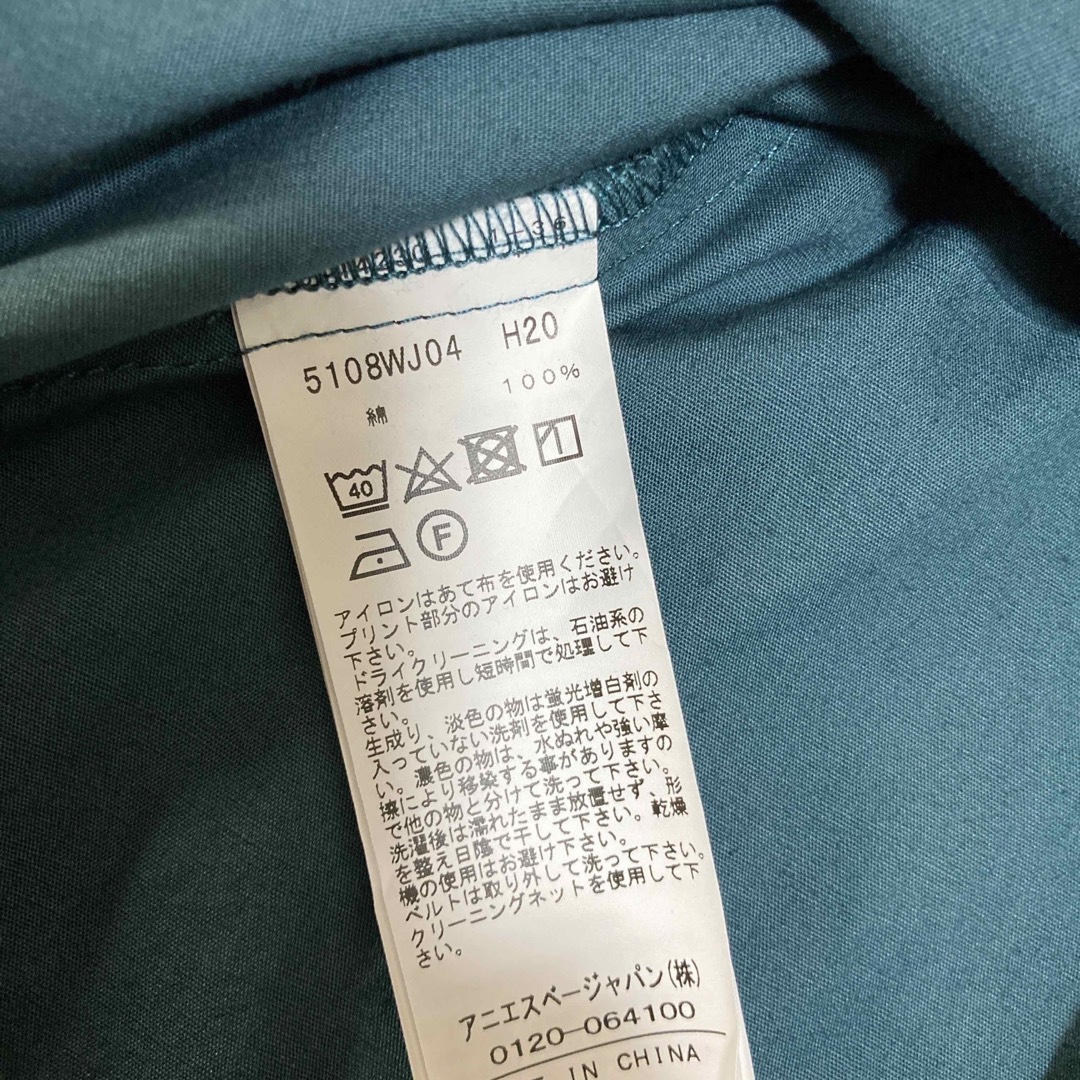 5108WJ04 H20
綿 100%
40
F
アイロンはあて布を使用ください。
プリント部分のアイロンはお避け
下さい。
ドライクリーニングは、石油系の
溶剤を使用し短時間で処理して下
さい。
生成り、淡色の物は蛍光増白剤の
入っていない洗剤を使用して下さ
い。濃色の物は、水ぬれや強い摩
擦により移染する事がありますの
で他の物と分けて洗って下さい。
洗濯後は濡れたまま放置せず、形
を整え日陰で干して下さい。乾燥
機の使用はお避け下さい。
ベルトは取り外して洗って下さい。
クリーニングネットを使用して下
さい。
アニエスベージャパン(株)
0120-064100
IN CHINA